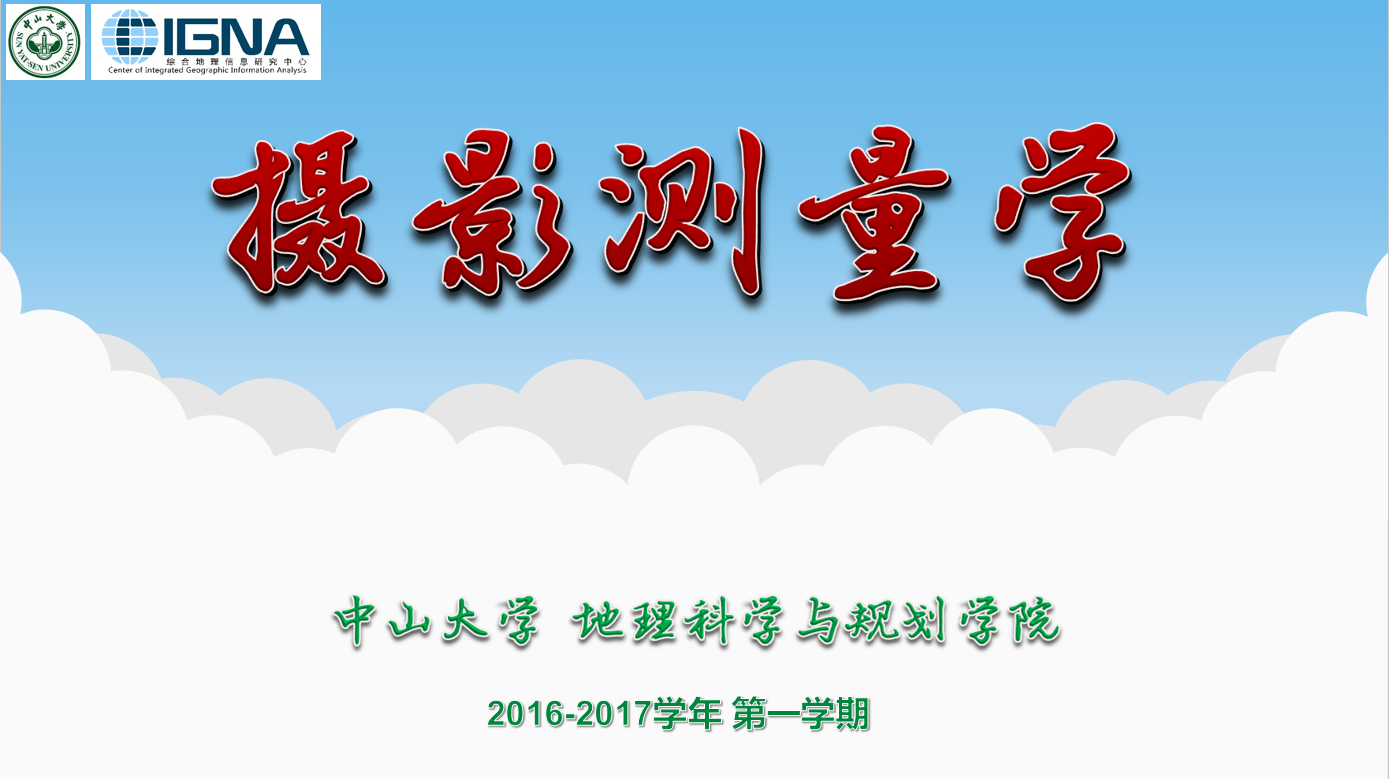 中山大学
SUN YAT-SEN UNIVERSITY
CIGNA
综合地理信息研究中心
Center of Integrated Geographic Information Analysis
摄影测量学
中山大学 地理科学与规划学院
2016-2017学年 第一学期